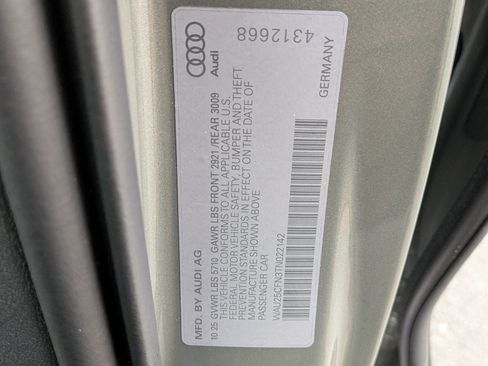 MFD. BY AUDI AG
10 25 GVWR LBS 5710 GAWR LBS FRONT 2921 /REAR 3009
THIS VEHICLE CONFORMS TO ALL APPLICABLE U.S.
FEDERAL MOTOR VEHICLE SAFETY, BUMPER AND THEFT
PREVENTION STANDARDS IN EFFECT ON THE DATE OF
MANUFACTURE SHOWN ABOVE
PASSENGER CAR
WAU25CFN3TN022142
Audi
4312668
GERMANY